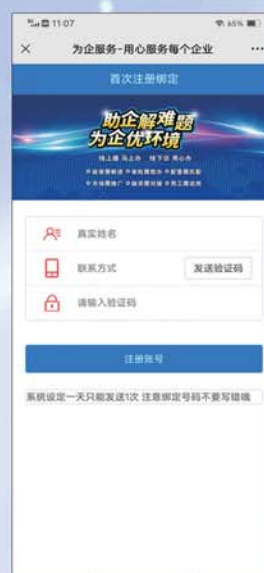 11:07
65%
为企服务-用心服务每个企业
首次注册绑定
助企解难题
为企优环境
线上播 马上办 线下设 用心办
真实姓名
联系方式
发送验证码
请输入验证码
注册账号
系统设定一天只能发送1次 注意绑定号码不要写错哦